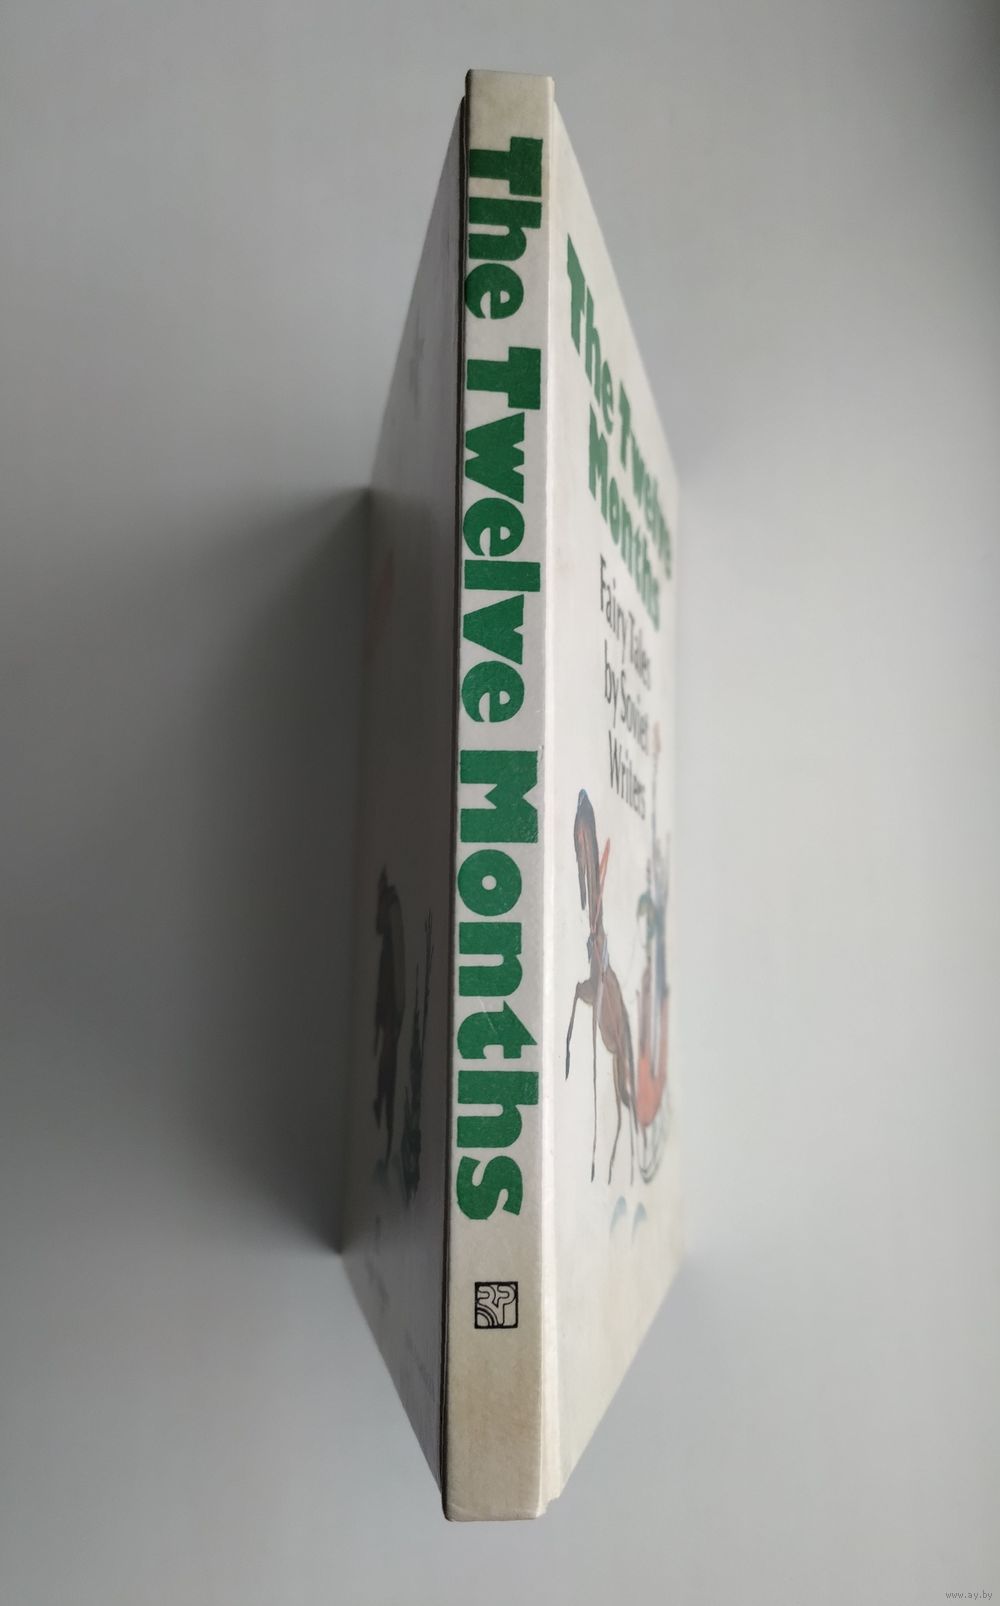 The Twelve Months
The Twelve
Months
Fairy Tales
by Soviet
Writers
www.ay.by